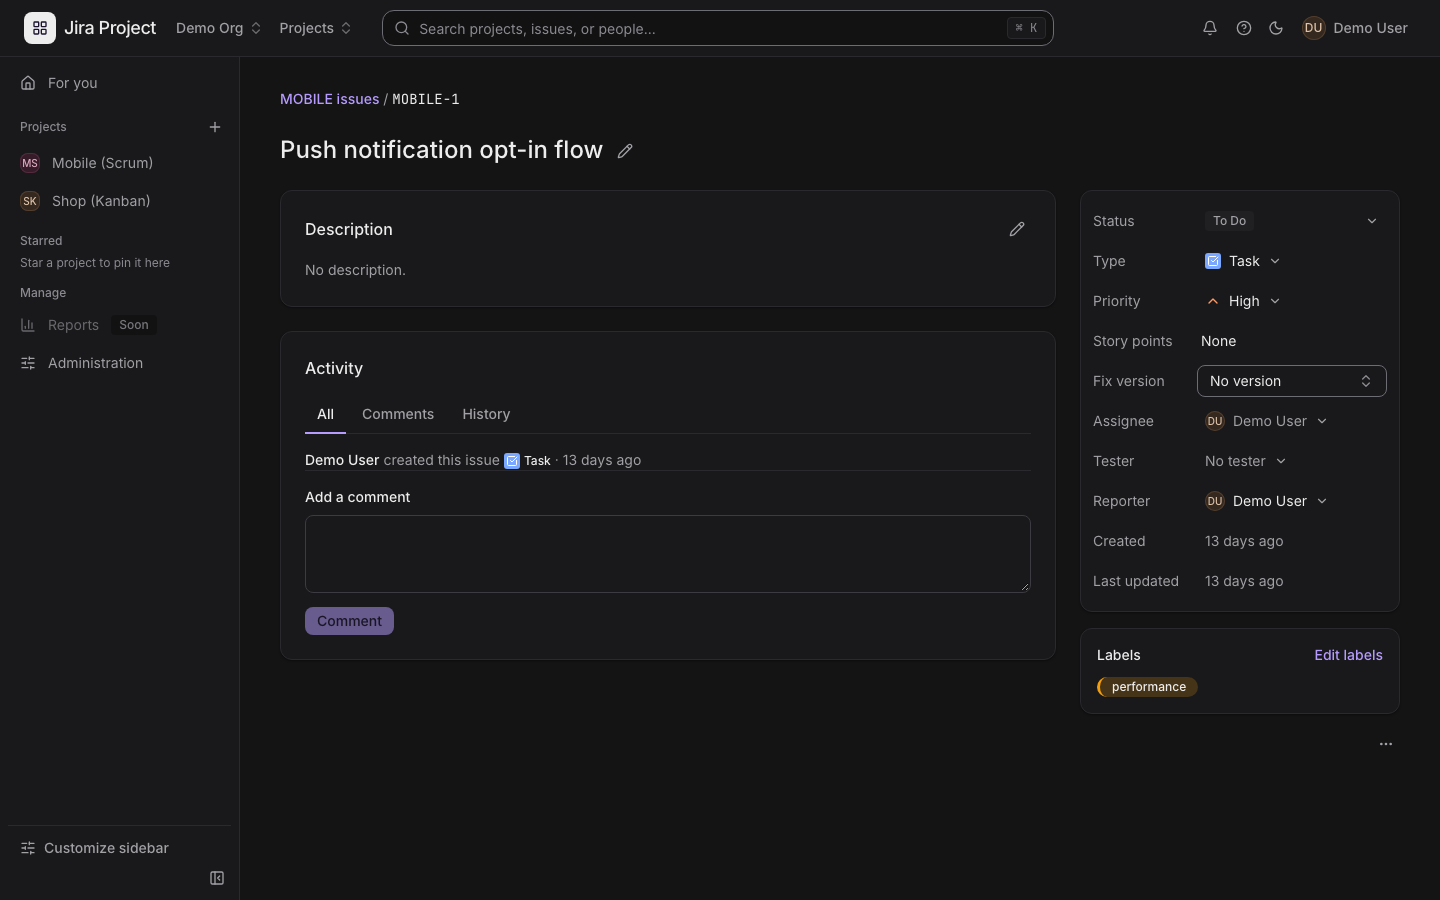 Jira Project
Demo Org
Projects
Search projects, issues, or people...
⌘ K
DU
Demo User
For you
Projects
MS
Mobile (Scrum)
SK
Shop (Kanban)
Starred
Star a project to pin it here
Manage
Reports
Soon
Administration
Customize sidebar
MOBILE issues / MOBILE-1
Push notification opt-in flow
Description
No description.
Activity
All
Comments
History
Demo User created this issue Task · 13 days ago
Add a comment
Comment
Status
To Do
Type
Task
Priority
High
Story points
None
Fix version
No version
Assignee
DU
Demo User
Tester
No tester
Reporter
DU
Demo User
Created
13 days ago
Last updated
13 days ago
Labels
Edit labels
performance